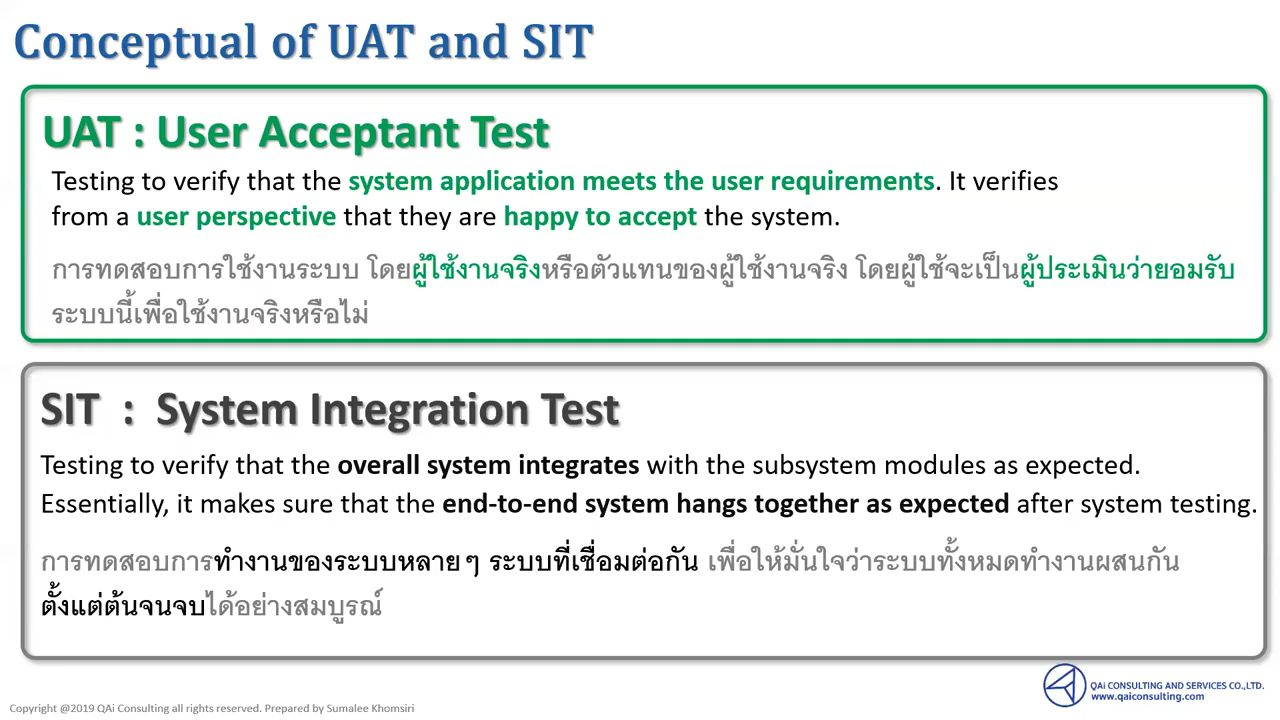 Conceptual of UAT and SIT
UAT : User Acceptant Test
Testing to verify that the system application meets the user requirements. It verifies
from a user perspective that they are happy to accept the system.
การทดสอบการใช้งานระบบ โดยผู้ใช้งานจริงหรือตัวแทนของผู้ใช้งานจริง โดยผู้ใช้จะเป็นผู้ประเมินว่ายอมรับ
ระบบนี้เพื่อใช้งานจริงหรือไม่
SIT : System Integration Test
Testing to verify that the overall system integrates with the subsystem modules as expected.
Essentially, it makes sure that the end-to-end system hangs together as expected after system testing.
การทดสอบการทำงานของระบบหลายๆ ระบบที่เชื่อมต่อกัน เพื่อให้มั่นใจว่าระบบทั้งหมดทำงานผสนกัน
ตั้งแต่ต้นจนจบได้อย่างสมบูรณ์
QAi CONSULTING AND SERVICES CO.,LTD.
www.qaiconsulting.com
Copyright @2019 QAi Consulting all rights reserved. Prepared by Sumalee Khomsiri